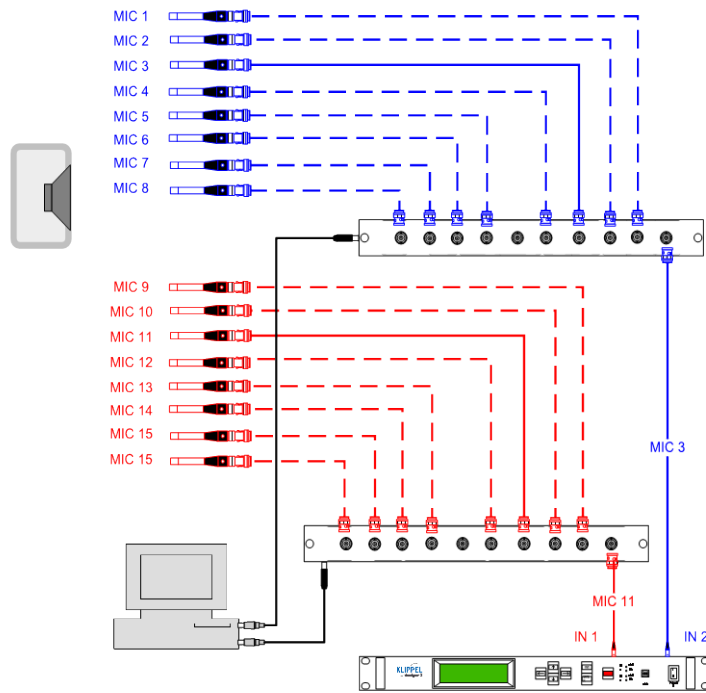 MIC 1
MIC 2
MIC 3
MIC 4
MIC 5
MIC 6
MIC 7
MIC 8
MIC 9
MIC 10
MIC 11
MIC 12
MIC 13
MIC 14
MIC 15
MIC 15
MIC 3
MIC 11
IN 1
IN 2
KLIPPEL